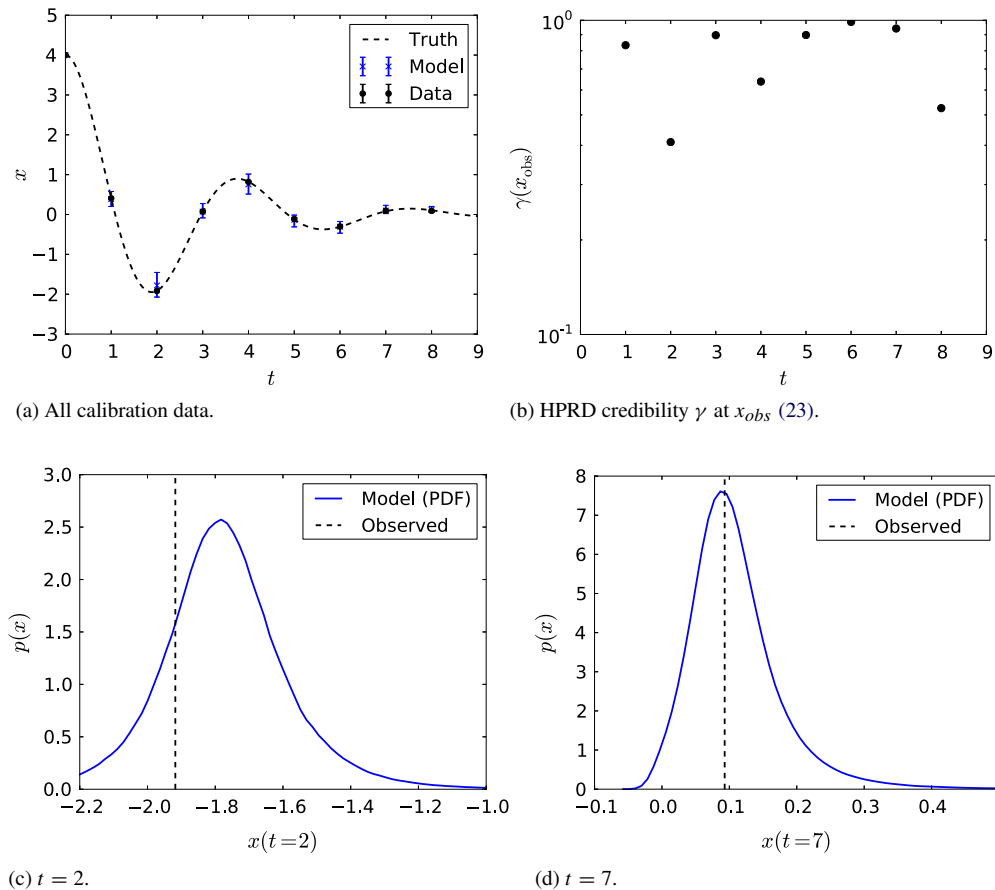 5
4
3
2
1
0
−1
−2
−3
x
0 1 2 3 4 5 6 7 8 9
t
Truth
Model
Data
(a) All calibration data.
10⁰
10⁻¹
γ(x_obs)
0 1 2 3 4 5 6 7 8 9
t
(b) HPRD credibility γ at x_obs (23).
3.0
2.5
2.0
1.5
1.0
0.5
0.0
p(x)
−2.2 −2.0 −1.8 −1.6 −1.4 −1.2 −1.0
x(t=2)
Model (PDF)
Observed
(c) t = 2.
8
7
6
5
4
3
2
1
0
p(x)
−0.1 0.0 0.1 0.2 0.3 0.4
x(t=7)
Model (PDF)
Observed
(d) t = 7.